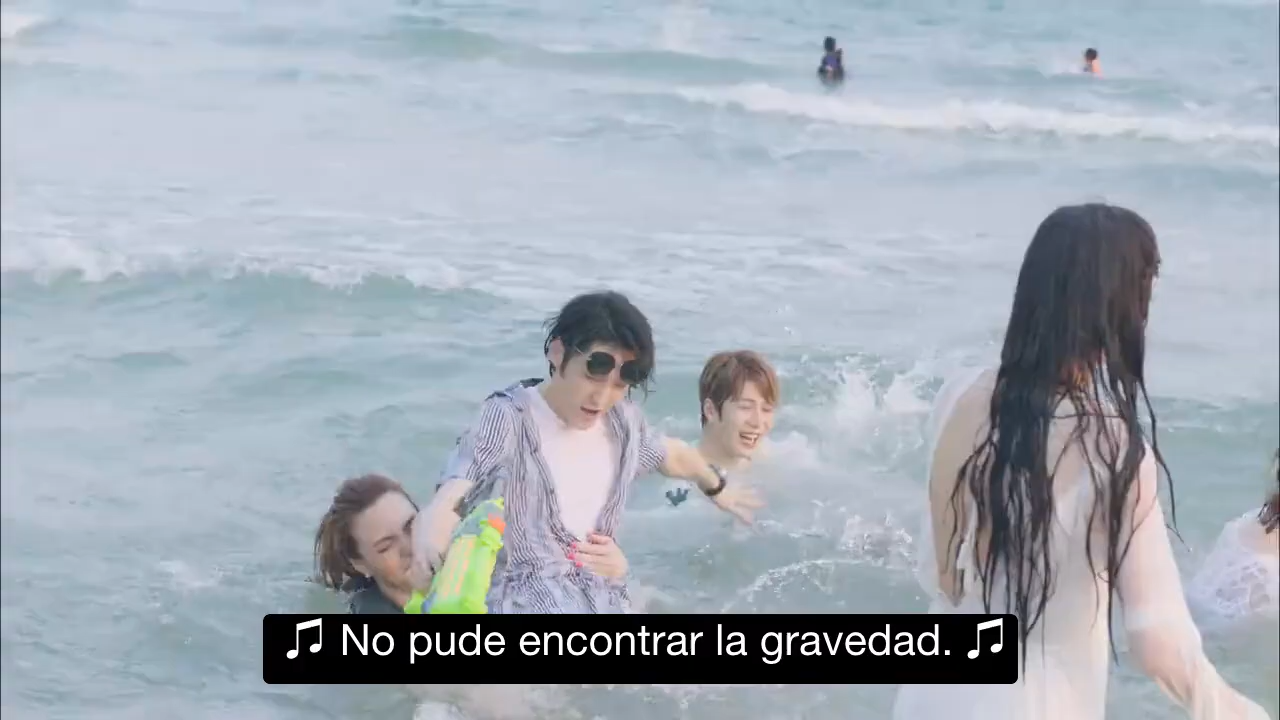 ♫ No pude encontrar la gravedad. ♫